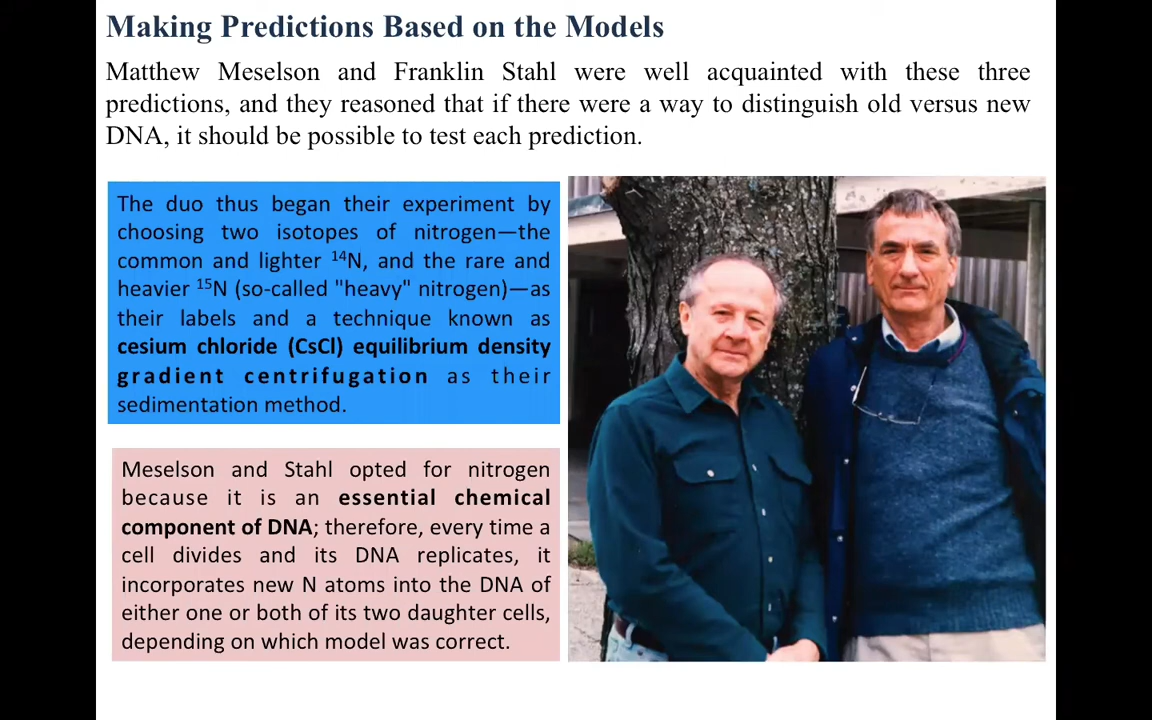 Making Predictions Based on the Models
Matthew Meselson and Franklin Stahl were well acquainted with these three
predictions, and they reasoned that if there were a way to distinguish old versus new
DNA, it should be possible to test each prediction.
The duo thus began their experiment by
choosing two isotopes of nitrogen—the
common and lighter ¹⁴N, and the rare and
heavier ¹⁵N (so-called "heavy" nitrogen)—as
their labels and a technique known as
cesium chloride (CsCl) equilibrium density
gradient centrifugation as their
sedimentation method.
Meselson and Stahl opted for nitrogen
because it is an essential chemical
component of DNA; therefore, every time a
cell divides and its DNA replicates, it
incorporates new N atoms into the DNA of
either one or both of its two daughter cells,
depending on which model was correct.